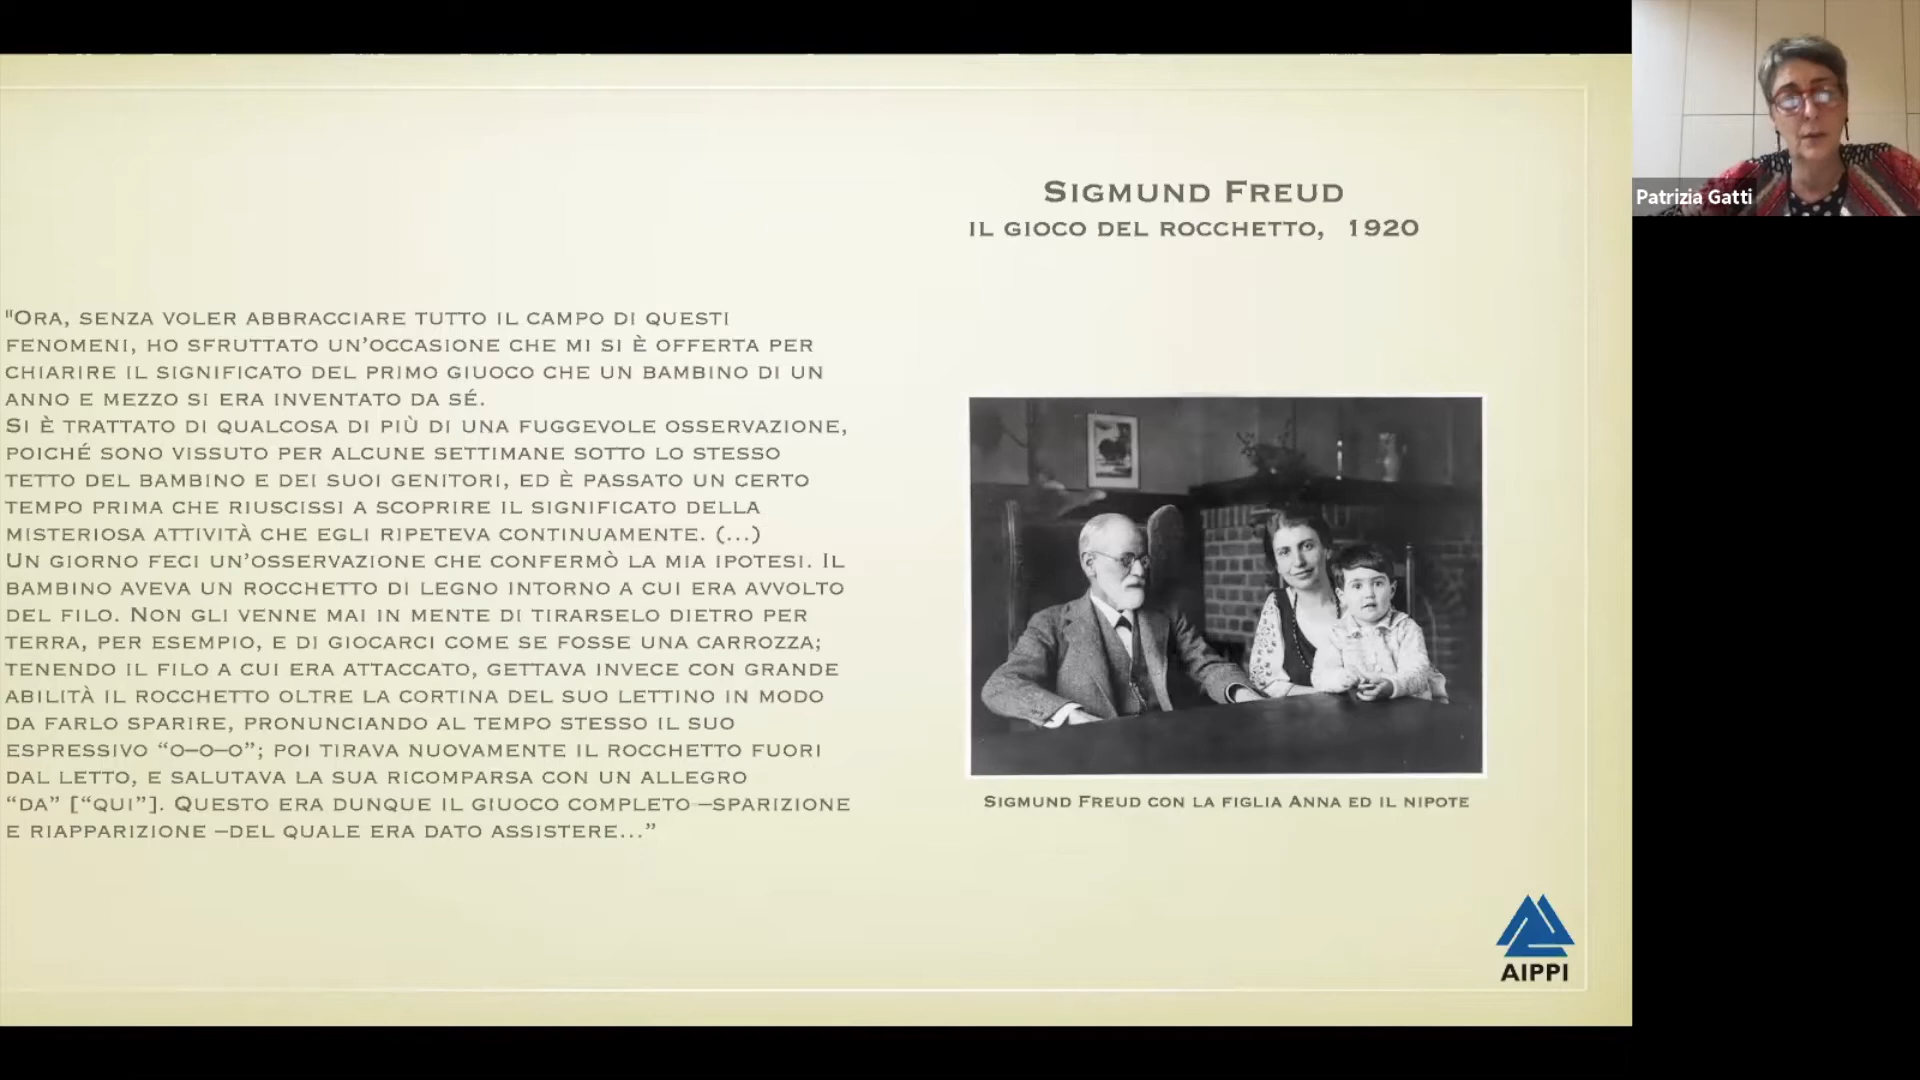 Sigmund Freud
il gioco del rocchetto, 1920
"Ora, senza voler abbracciare tutto il campo di questi
fenomeni, ho sfruttato un'occasione che mi si è offerta per
chiarire il significato del primo giuoco che un bambino di un
anno e mezzo si era inventato da sé.
Si è trattato di qualcosa di più di una fuggevole osservazione,
poiché sono vissuto per alcune settimane sotto lo stesso
tetto del bambino e dei suoi genitori, ed è passato un certo
tempo prima che riuscissi a scoprire il significato della
misteriosa attività che egli ripeteva continuamente. (...)
Un giorno feci un'osservazione che confermò la mia ipotesi. Il
bambino aveva un rocchetto di legno intorno a cui era avvolto
del filo. Non gli venne mai in mente di tirarselo dietro per
terra, per esempio, e di giocarci come se fosse una carrozza;
tenendo il filo a cui era attaccato, gettava invece con grande
abilità il rocchetto oltre la cortina del suo lettino in modo
da farlo sparire, pronunciando al tempo stesso il suo
espressivo “o–o–o”; poi tirava nuovamente il rocchetto fuori
dal letto, e salutava la sua ricomparsa con un allegro
“da” [“qui”]. Questo era dunque il giuoco completo –sparizione
e riapparizione –del quale era dato assistere...”
Sigmund Freud con la figlia Anna ed il nipote
AIPPI
Patrizia Gatti